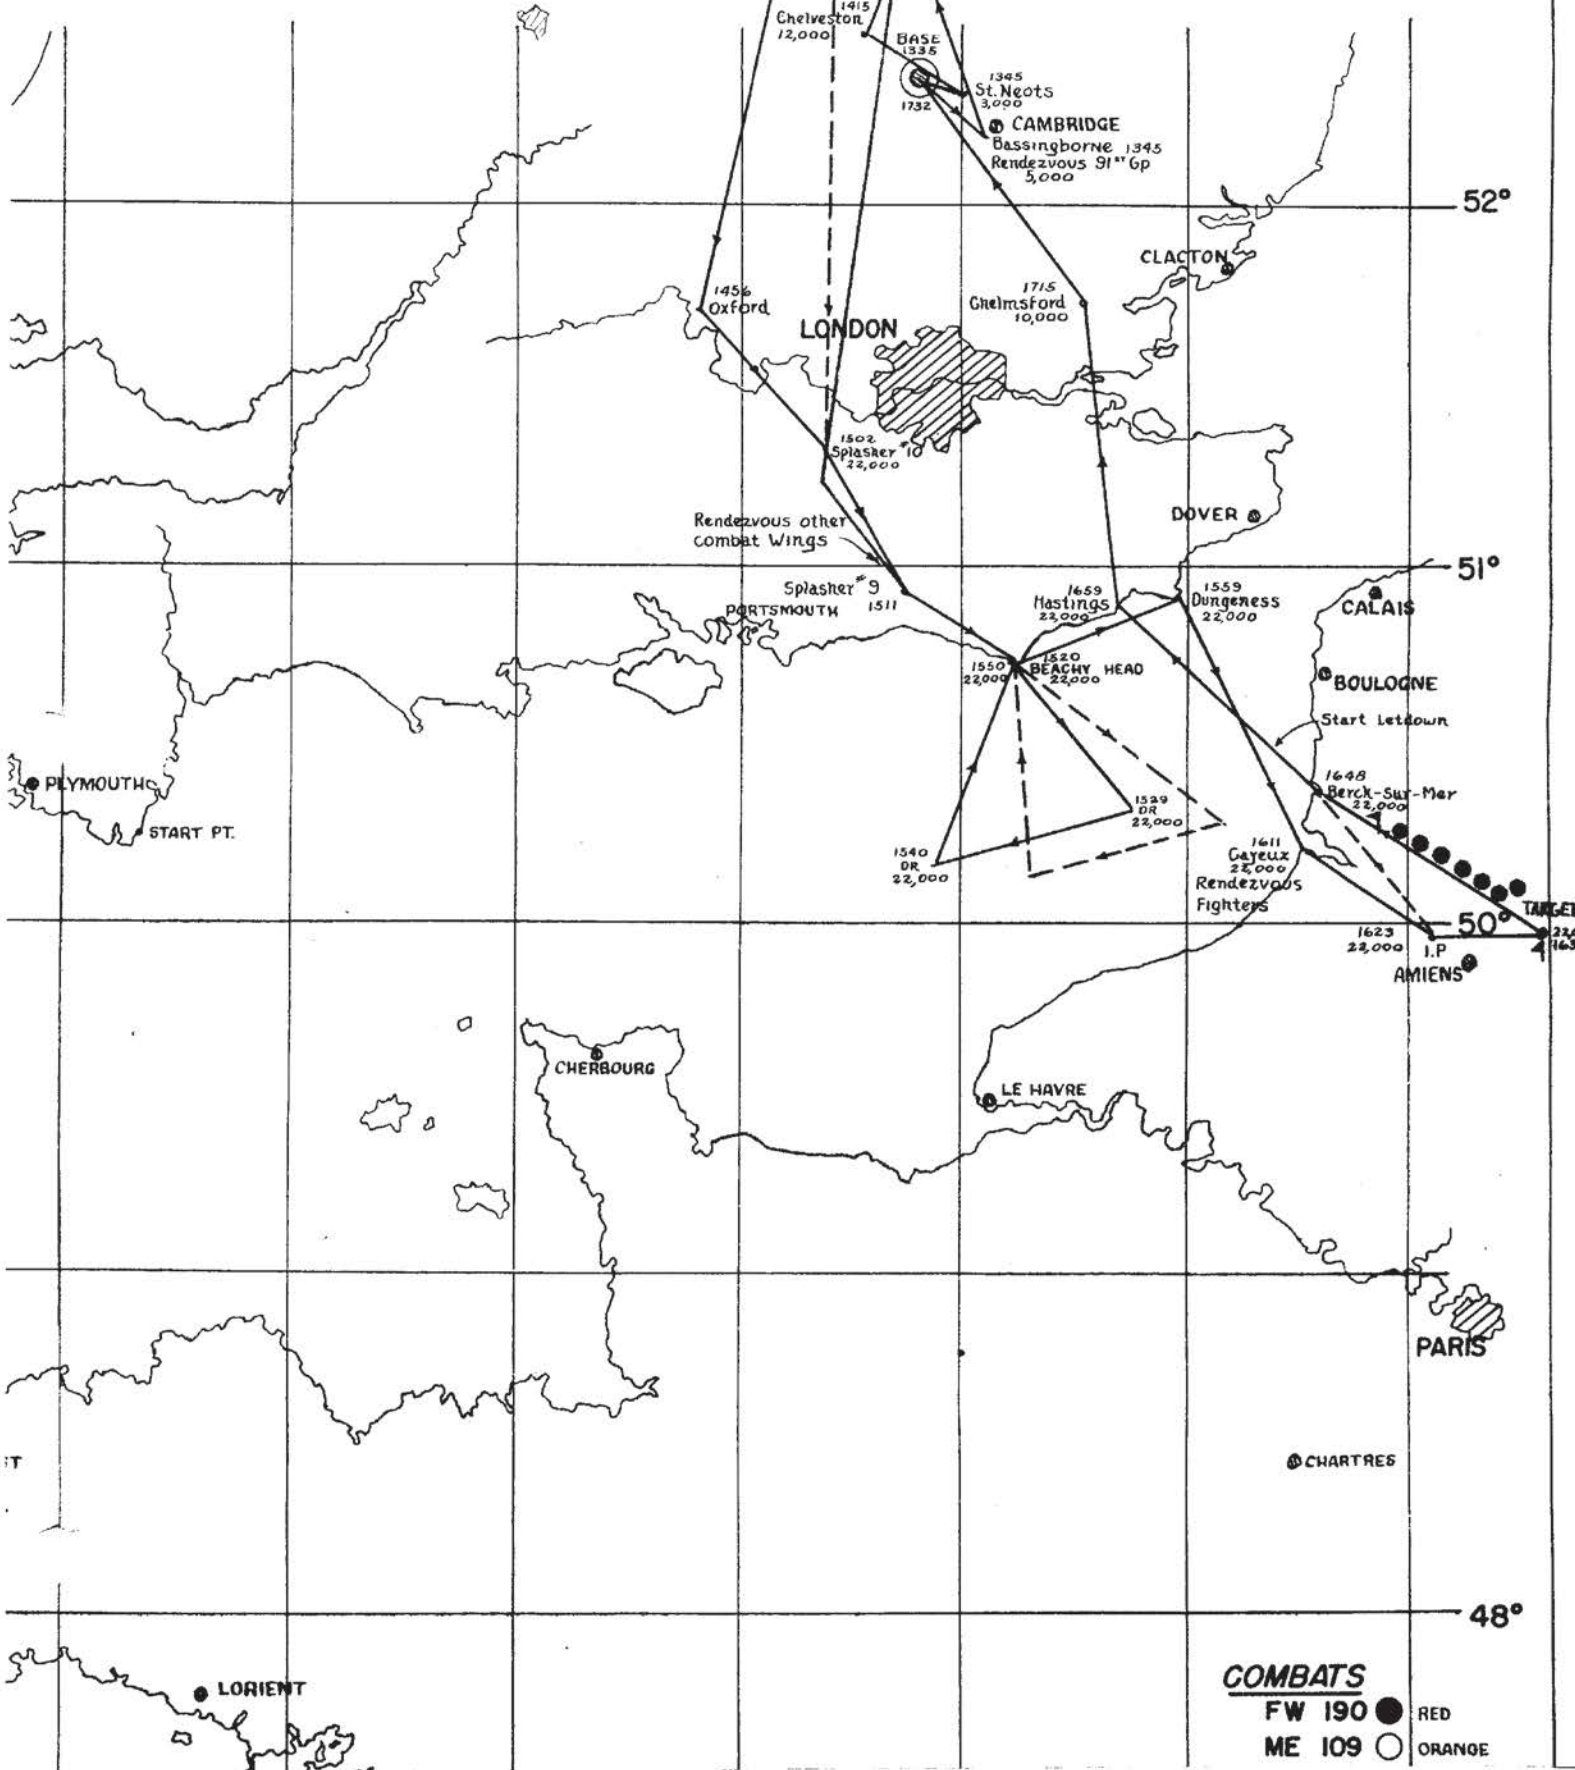 1415
Chelveston
12,000
BASE
1335
1732
1345
St. Neots
3,000
CAMBRIDGE
Bassingborne 1345
Rendezvous 91ST Gp
5,000
52°
CLACTON
1456
Oxford
1715
Chelmsford
10,000
LONDON
1502
Splasher #10
22,000
DOVER
Rendezvous other
combat Wings
51°
Splasher #9
1511
PORTSMOUTH
1659
Hastings
22,000
1559
Dungeness
22,000
CALAIS
1550
22,000
1520
BEACHY HEAD
22,000
BOULOGNE
Start Letdown
PLYMOUTH
START PT.
1648
Berck-Sur-Mer
22,000
1529
DR
22,000
1540
DR
22,000
1611
Cayeux
22,000
Rendezvous
Fighters
TARGET
50°
1623
22,000
I.P
AMIENS
CHERBOURG
LE HAVRE
PARIS
CHARTRES
48°
LORIENT
COMBATS
FW 190 RED
ME 109 ORANGE